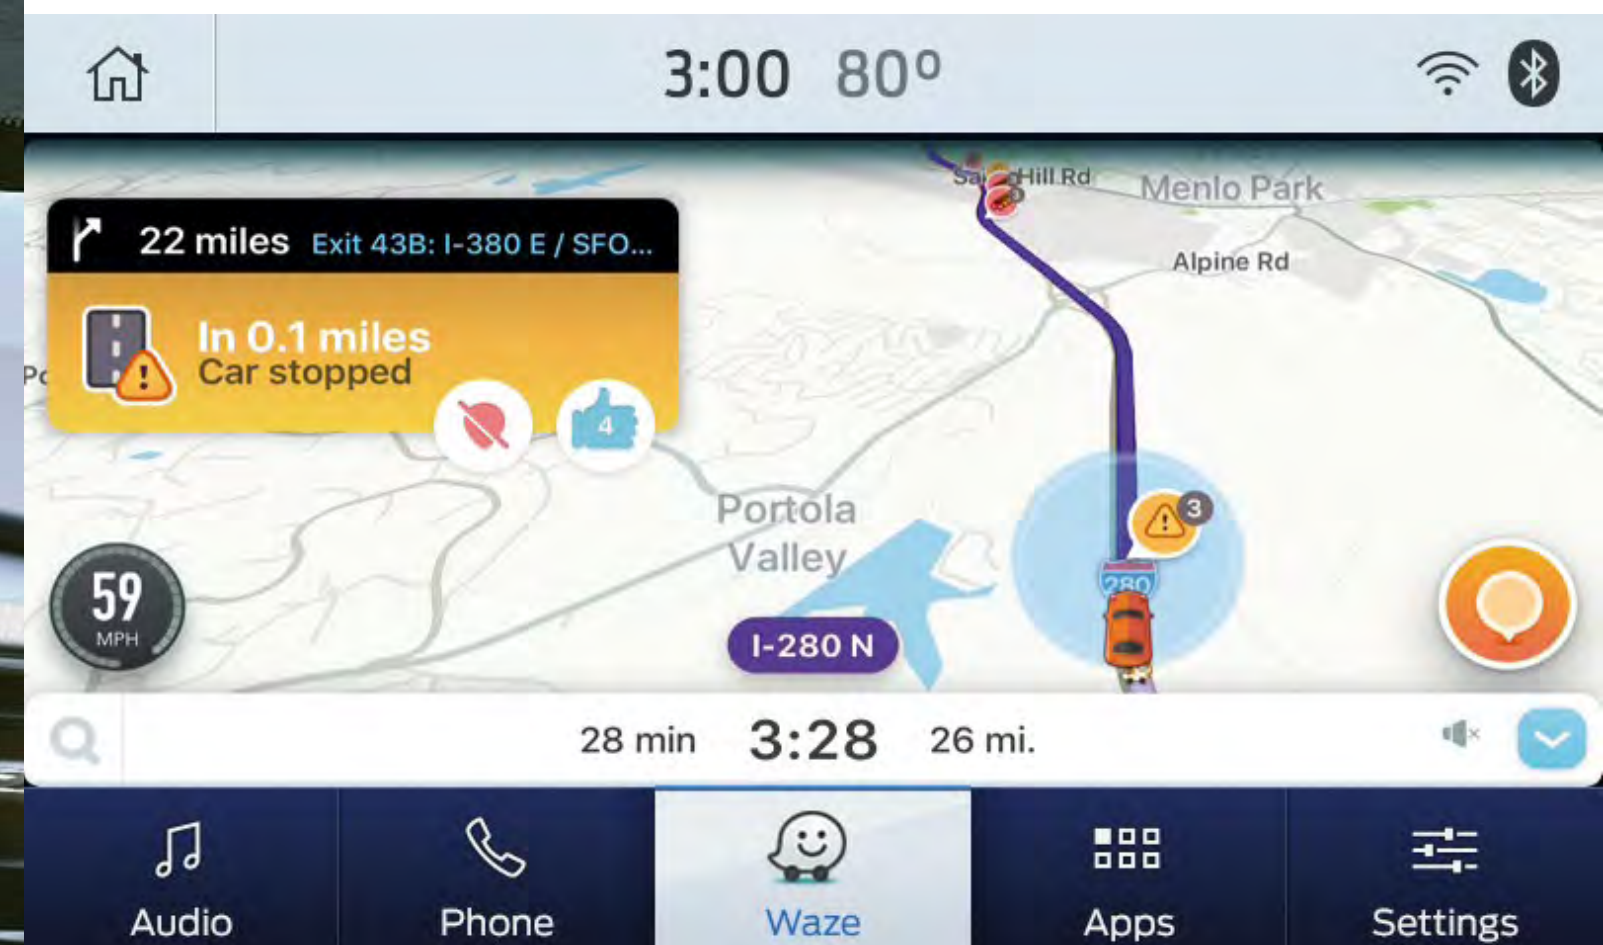 3:00 80°
Sa Hill Rd
Menlo Park
22 miles Exit 43B: I-380 E / SFO...
Alpine Rd
In 0.1 miles
Car stopped
Po
4
Portola
Valley
3
280
59
MPH
I-280 N
28 min 3:28 26 mi.
Audio
Phone
Waze
Apps
Settings